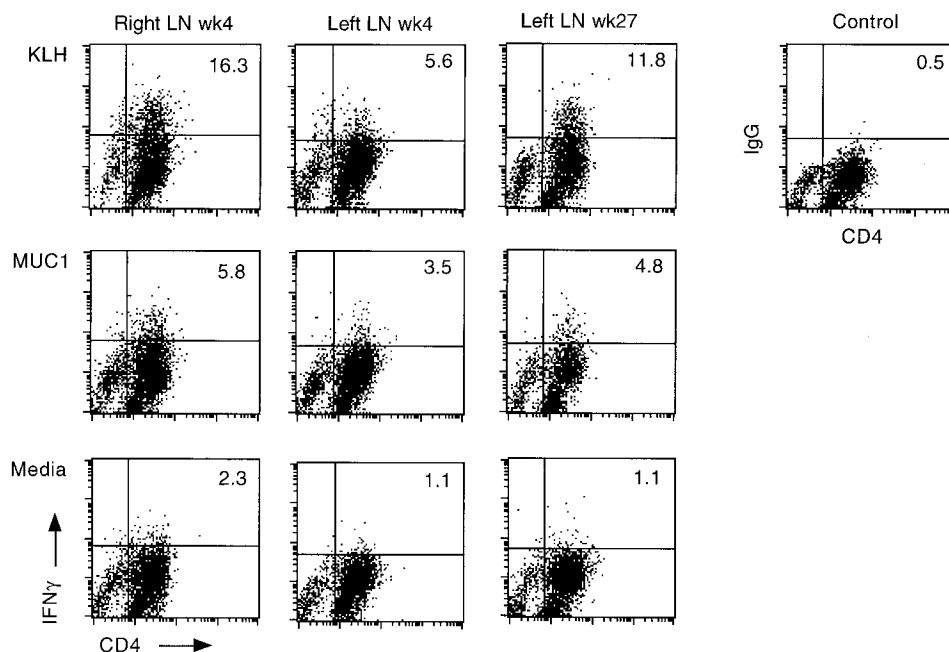 Right LN wk4 Left LN wk4 Left LN wk27 Control
KLH 16.3 5.6 11.8 0.5
IgG
CD4
MUC1 5.8 3.5 4.8
Media 2.3 1.1 1.1
IFNγ
CD4